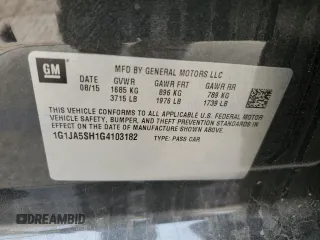 GM
MFD BY GENERAL MOTORS LLC
DATE GVWR GAWR FRT GAWR RR
08/15 1685 KG 896 KG 789 KG
3715 LB 1976 LB 1739 LB
THIS VEHICLE CONFORMS TO ALL APPLICABLE U.S. FEDERAL MOTOR
VEHICLE SAFETY, BUMPER, AND THEFT PREVENTION STANDARDS
IN EFFECT ON THE DATE OF MANUFACTURE SHOWN ABOVE.
1G1JA5SH1G4103182 TYPE: PASS CAR
DREAMBID